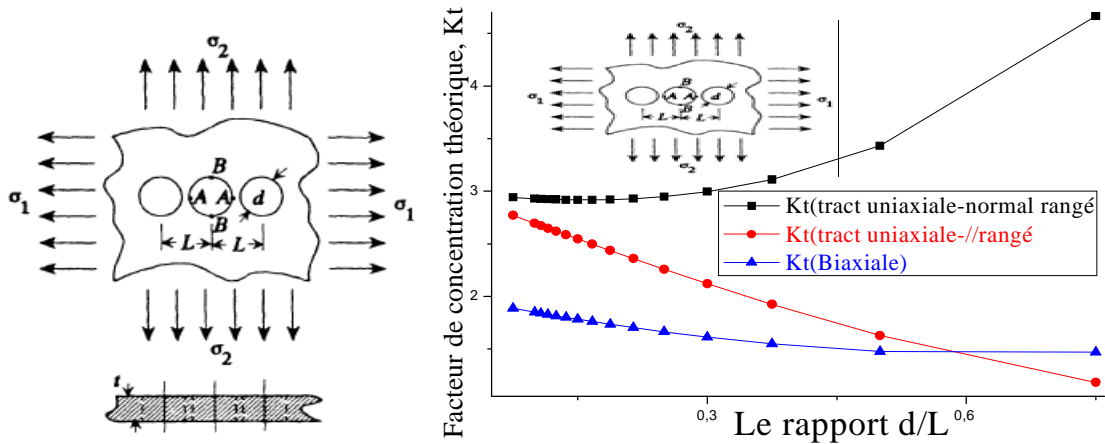 σ2
σ1
σ1
B
A A
d
B
L L
σ2
t
Facteur de concentration théorique, Kt
4
3
2
σ2
σ1
σ1
B
A A
d
B
L L
σ2
Kt(tract uniaxiale-normal rangé
Kt(tract uniaxiale-//rangé
Kt(Biaxiale)
0,3
0,6
Le rapport d/L